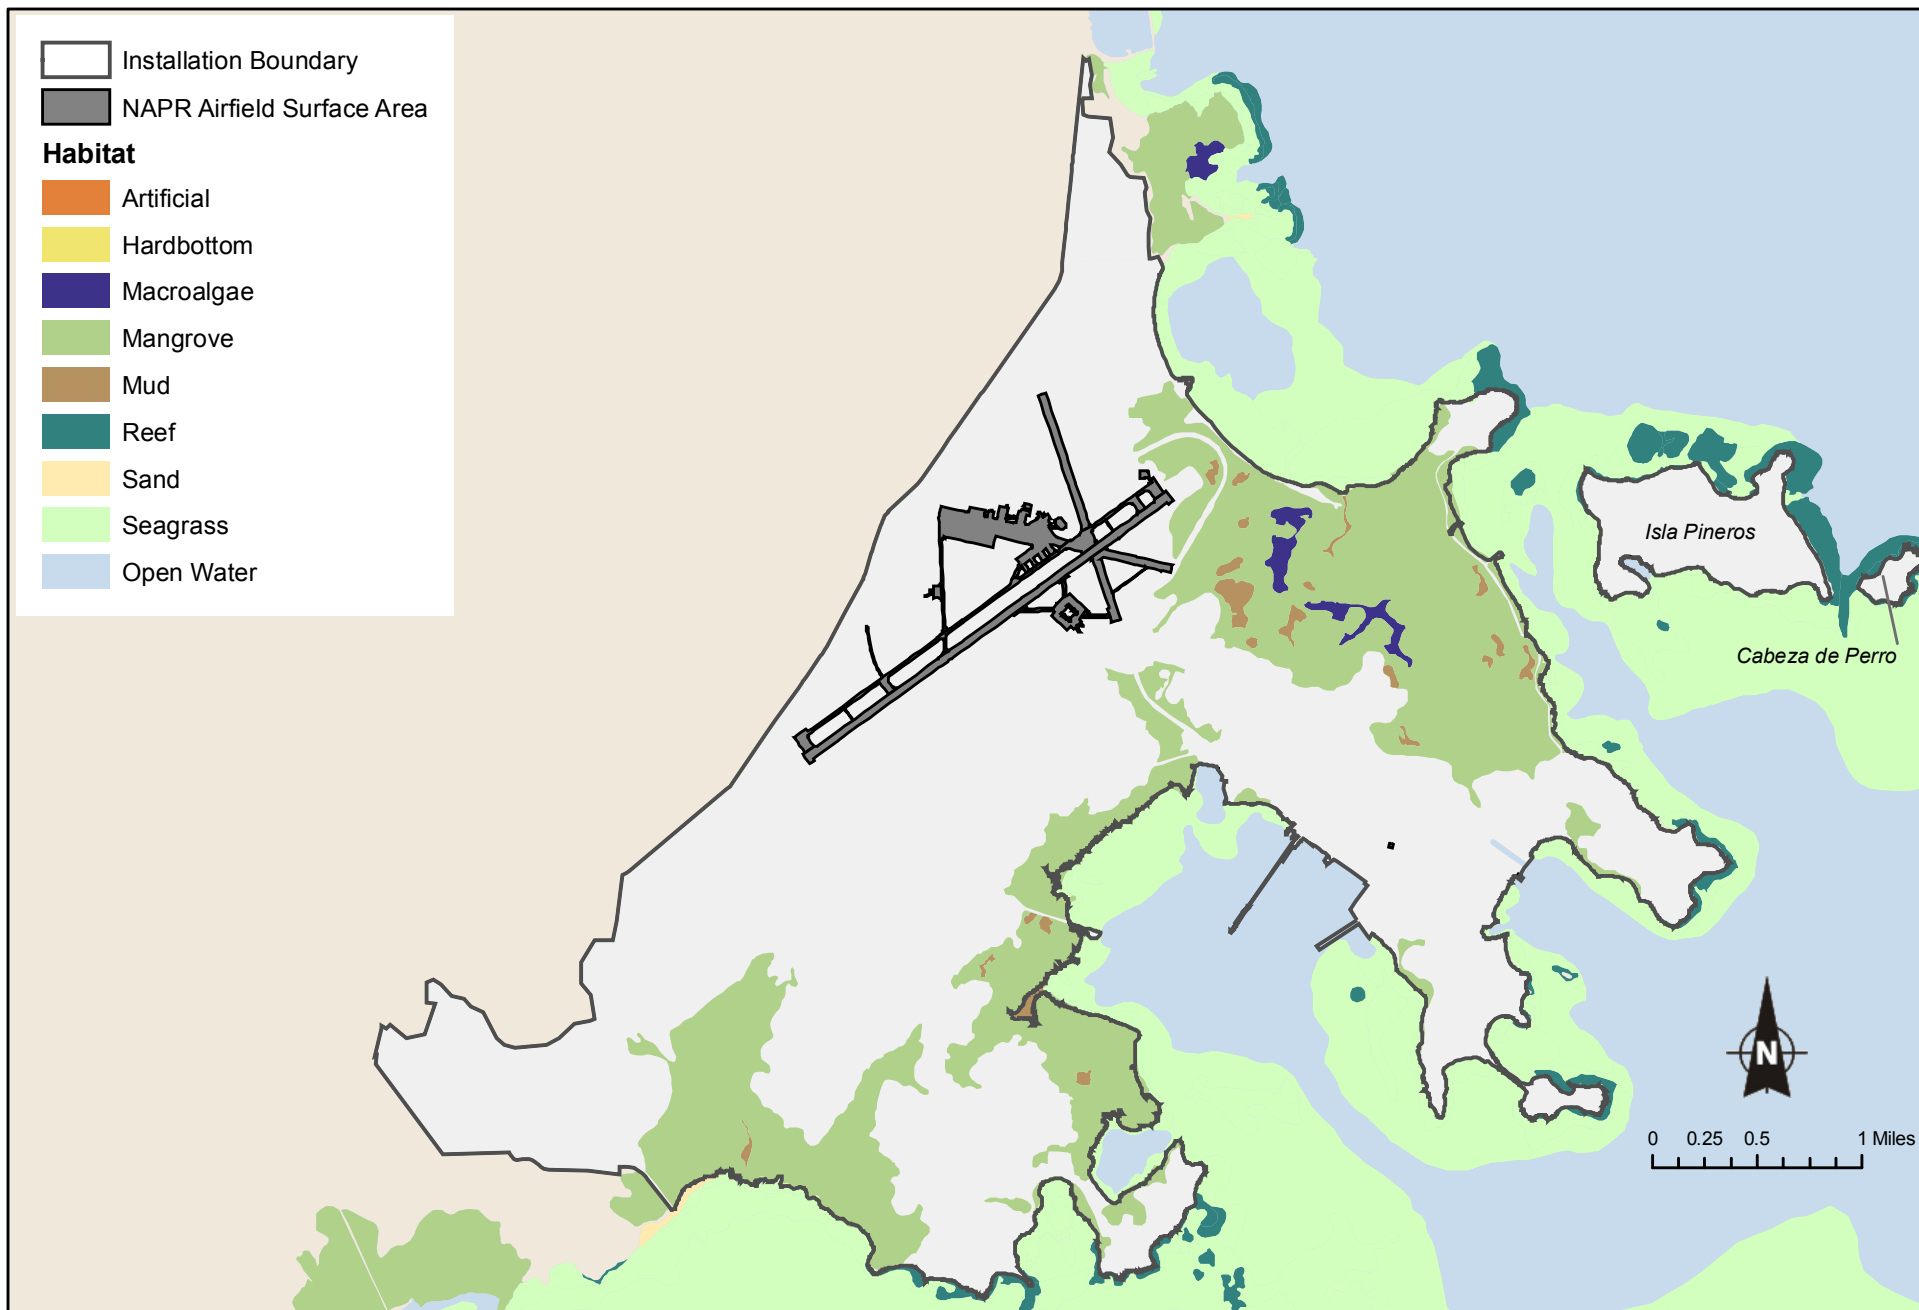 Installation Boundary
NAPR Airfield Surface Area
Habitat
Artificial
Hardbottom
Macroalgae
Mangrove
Mud
Reef
Sand
Seagrass
Open Water
Isla Pineros
Cabeza de Perro
N
0 0.25 0.5 1 Miles